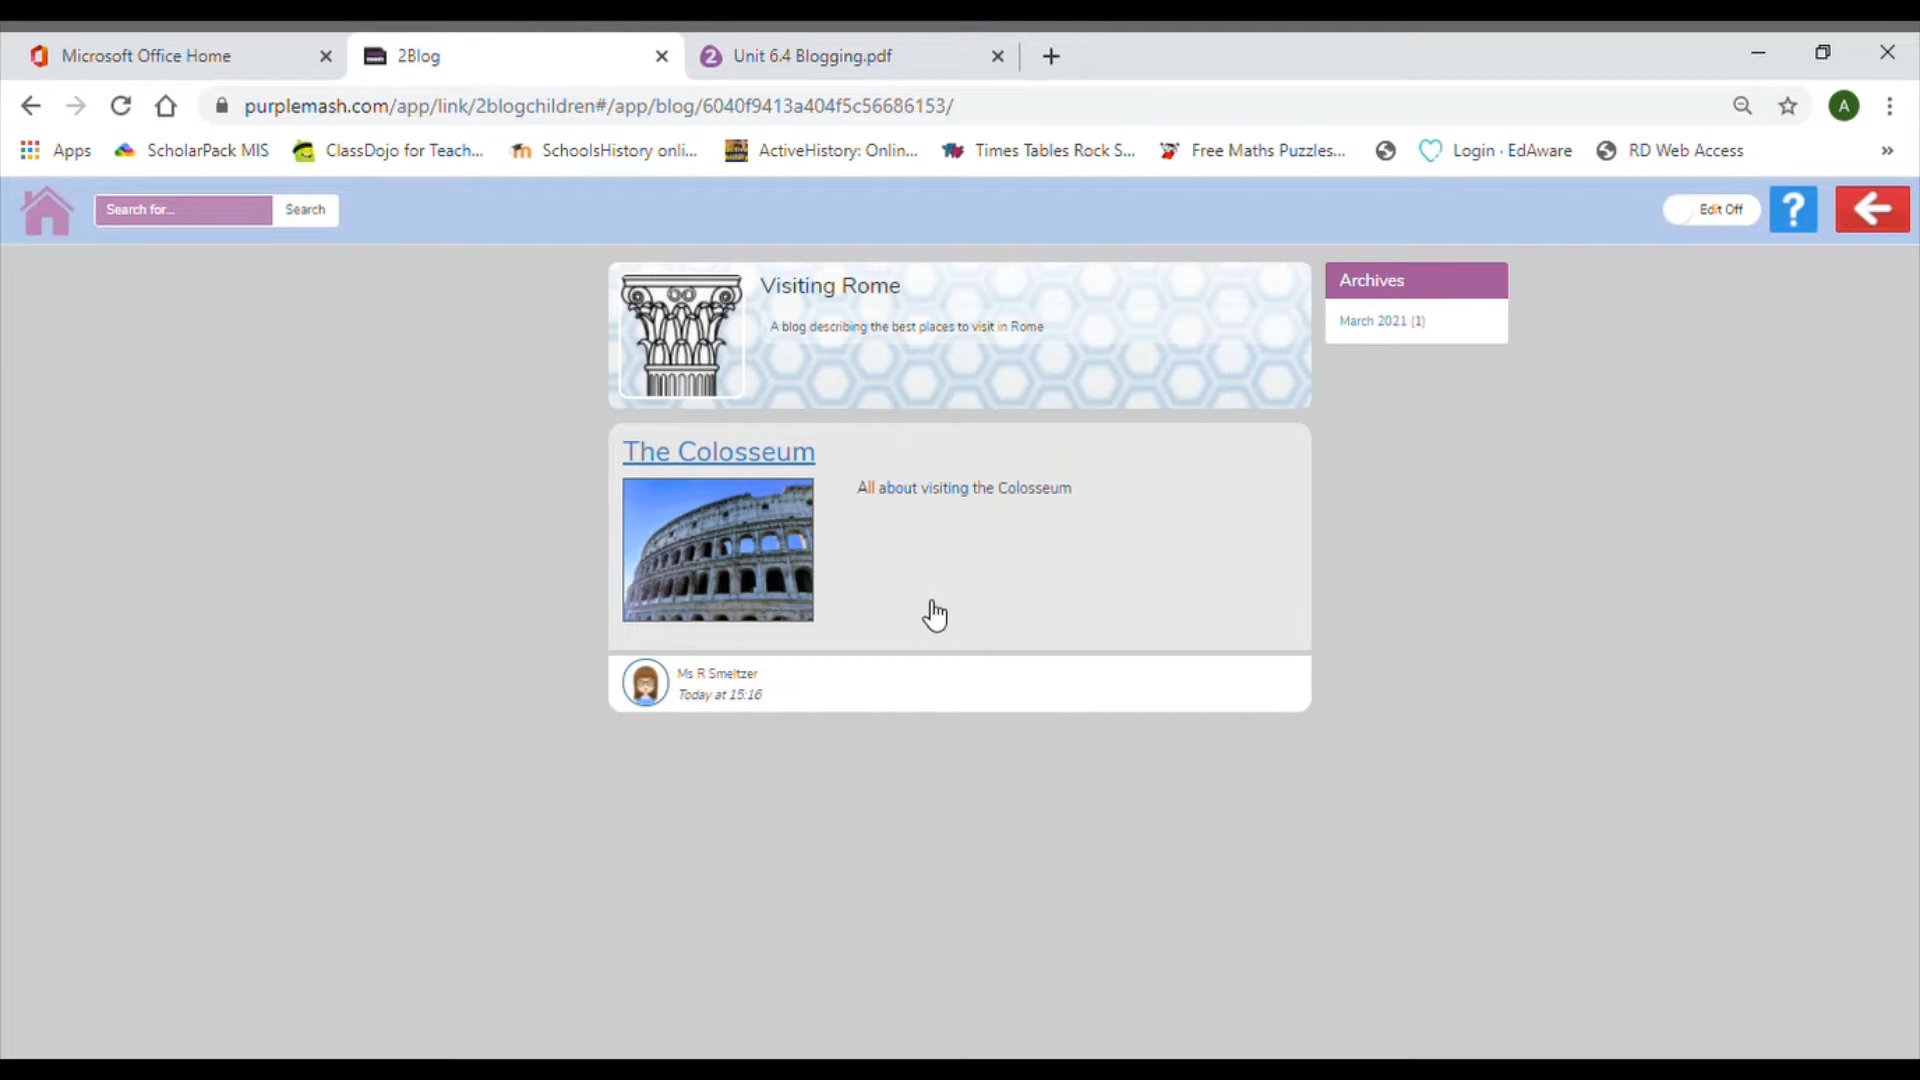 Microsoft Office Home
2Blog
Unit 6.4 Blogging.pdf
purplemash.com/app/link/2blogchildren#/app/blog/6040f9413a404f5c56686153/
A
Apps
ScholarPack MIS
ClassDojo for Teach...
SchoolsHistory onli...
ActiveHistory: Onlin...
Times Tables Rock S...
Free Maths Puzzles...
Login · EdAware
RD Web Access
»
Search for...
Search
Edit Off
?
Visiting Rome
A blog describing the best places to visit in Rome
Archives
March 2021 (1)
The Colosseum
All about visiting the Colosseum
Ms R Smeltzer
Today at 15:16